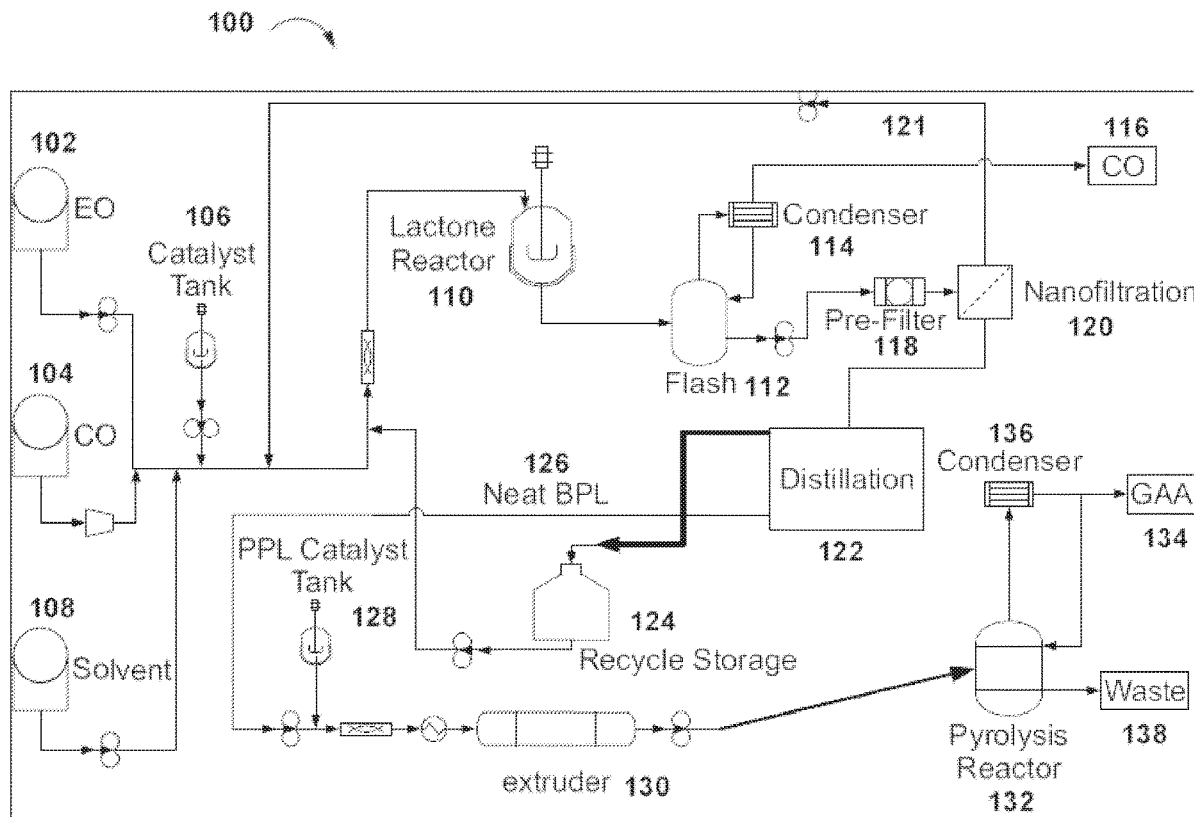 100
102
EO
106
Catalyst
Tank
104
CO
108
Solvent
Lactone
Reactor
110
121
116
CO
Condenser
114
Pre-Filter
118
Nanofiltration
120
Flash 112
126
Neat BPL
Distillation
122
136
Condenser
GAA
134
PPL Catalyst
Tank
128
124
Recycle Storage
Waste
138
extruder 130
Pyrolysis
Reactor
132